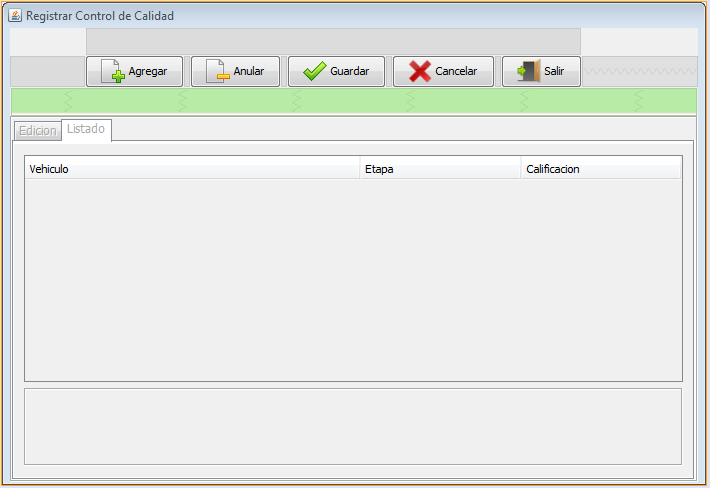 Registrar Control de Calidad
Agregar Anular Guardar Cancelar Salir
Edicion Listado
Vehiculo Etapa Calificacion